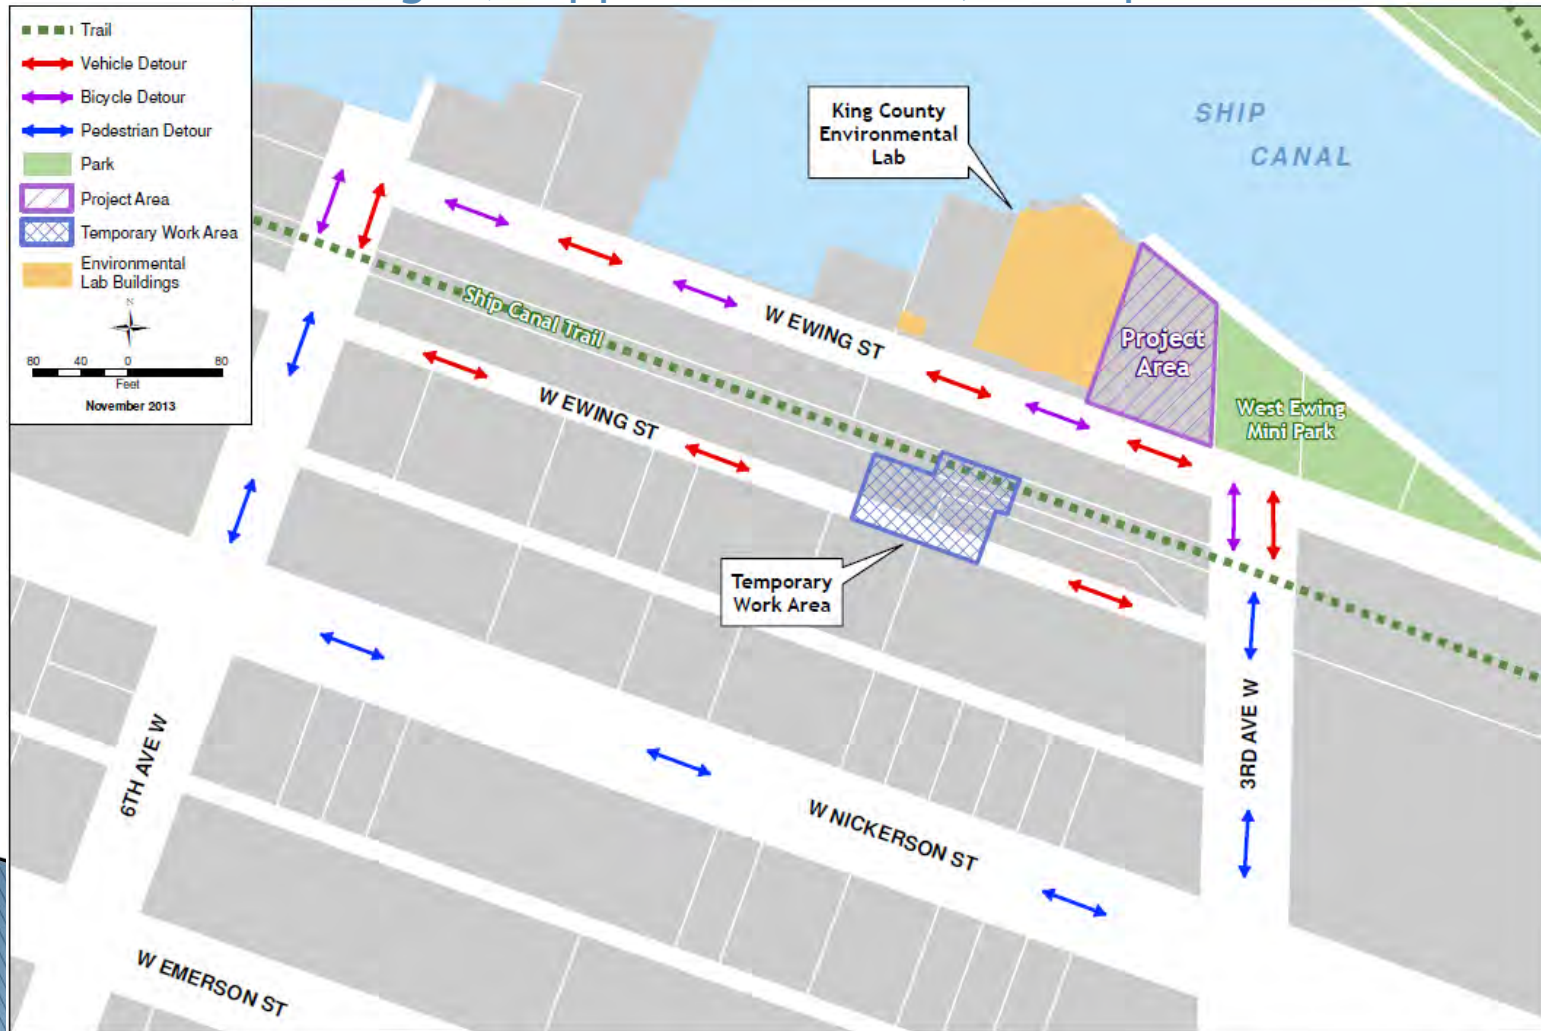 Trail
Vehicle Detour
Bicycle Detour
Pedestrian Detour
Park
Project Area
Temporary Work Area
Environmental
Lab Buildings
N
80 40 0 80
Feet
November 2013
King County
Environmental
Lab
SHIP
CANAL
Ship Canal Trail
W EWING ST
Project
Area
West Ewing
Mini Park
W EWING ST
Temporary
Work Area
6TH AVE W
3RD AVE W
W NICKERSON ST
W EMERSON ST